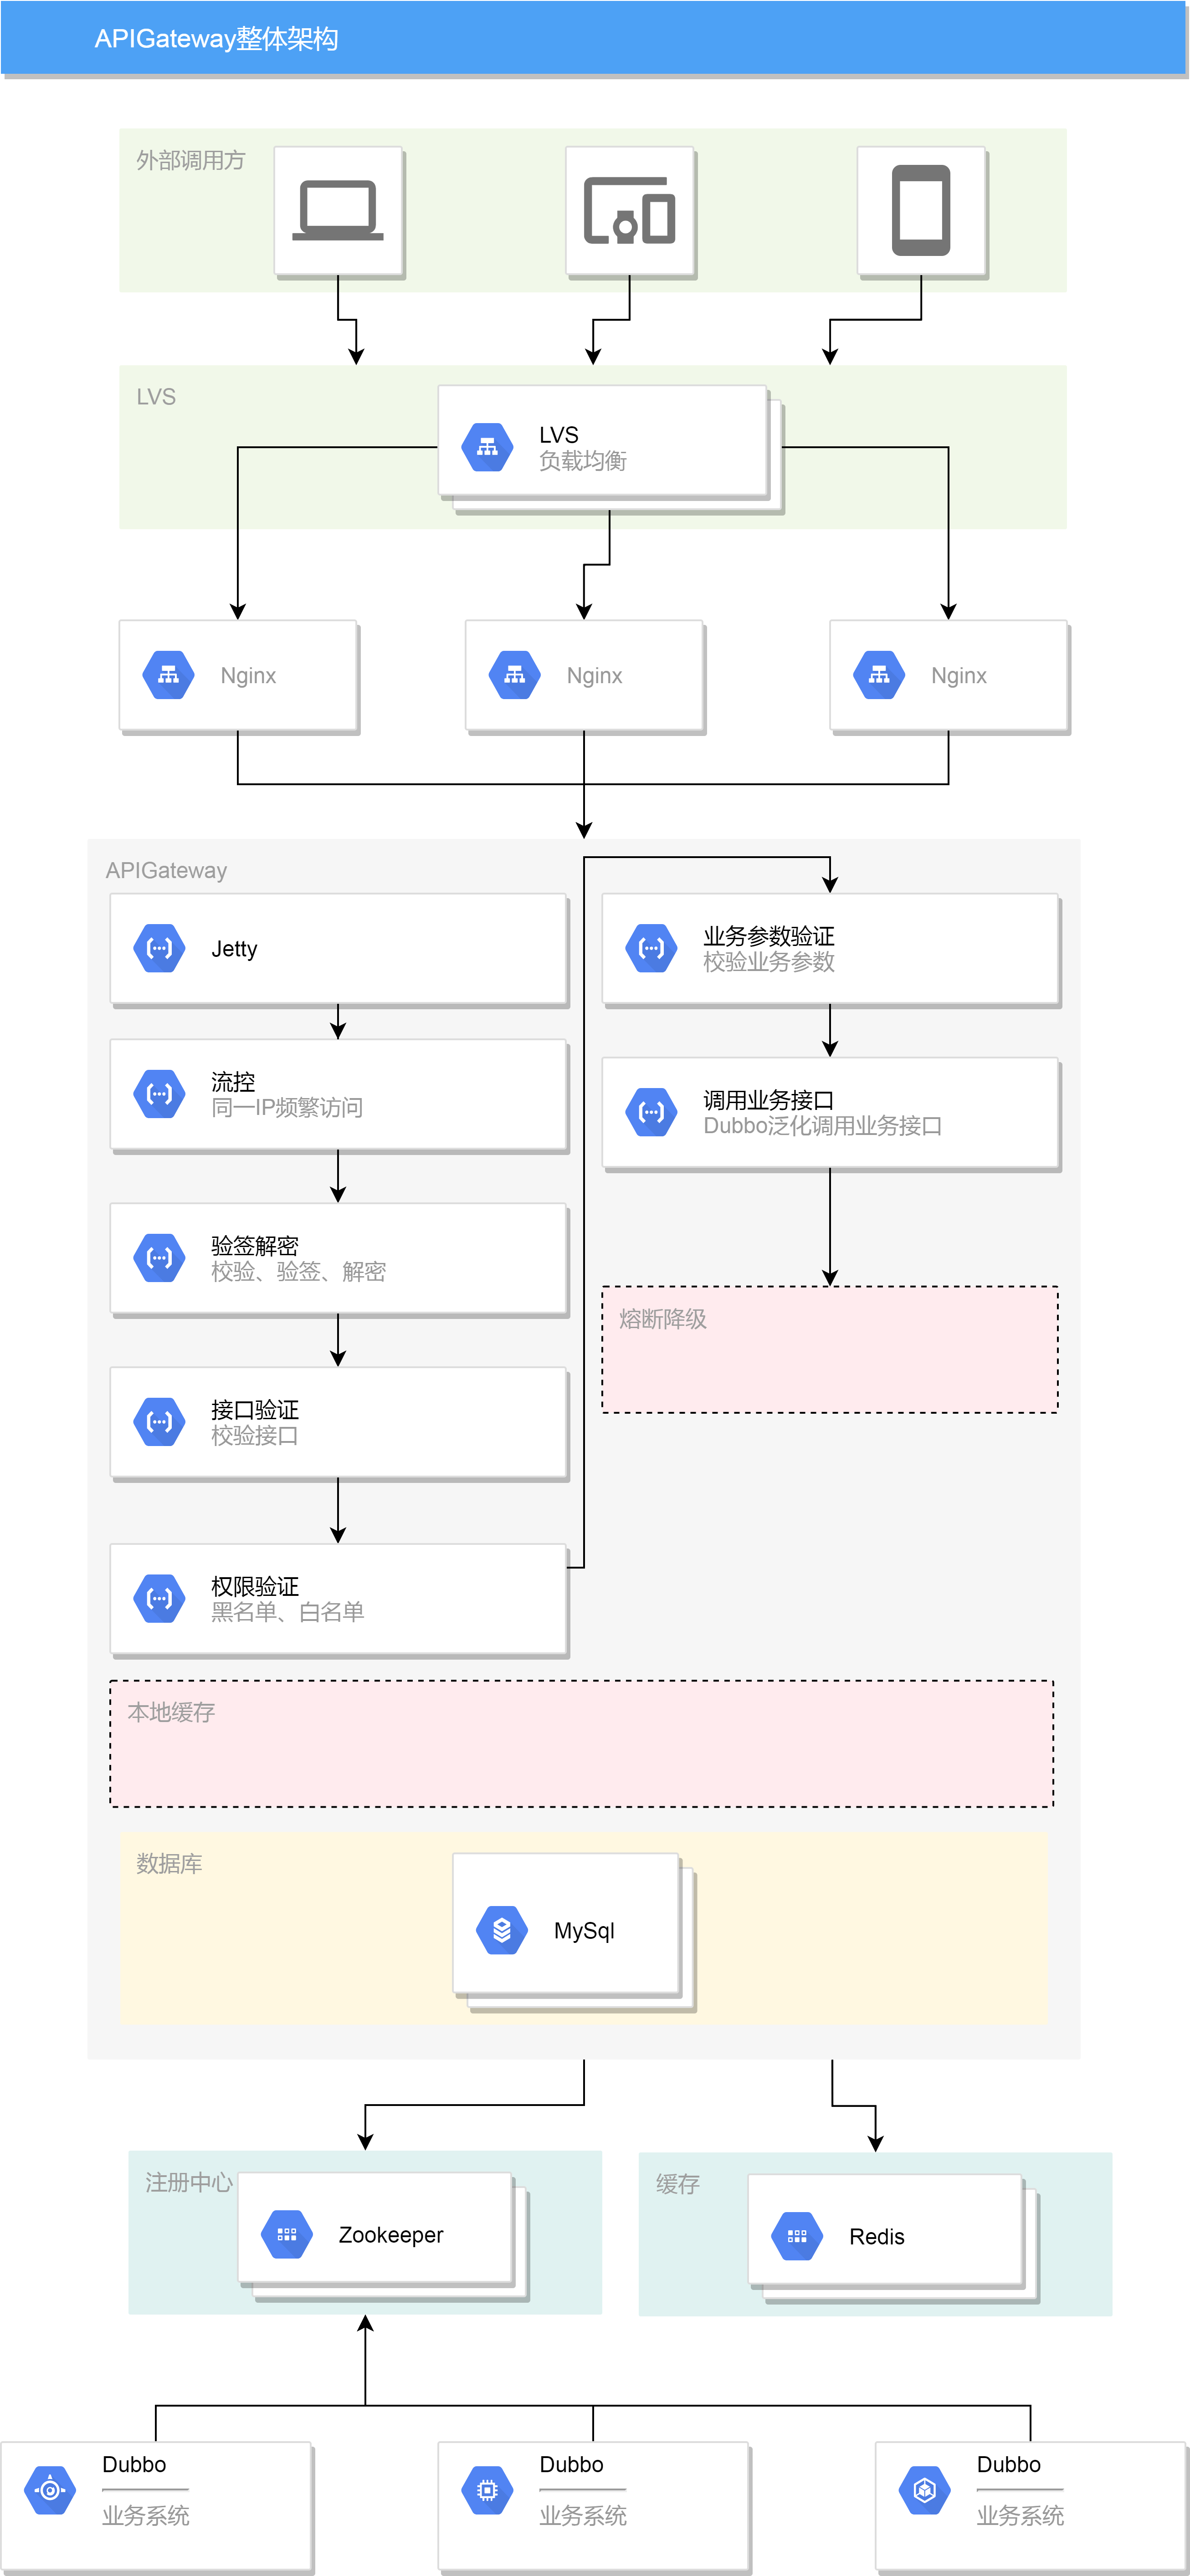 APIGateway整体架构
外部调用方
LVS
LVS
负载均衡
Nginx
Nginx
Nginx
APIGateway
Jetty
流控
同一IP频繁访问
验签解密
校验、验签、解密
接口验证
校验接口
权限验证
黑名单、白名单
业务参数验证
校验业务参数
调用业务接口
Dubbo泛化调用业务接口
熔断降级
本地缓存
数据库
MySql
注册中心
Zookeeper
缓存
Redis
Dubbo
业务系统
Dubbo
业务系统
Dubbo
业务系统